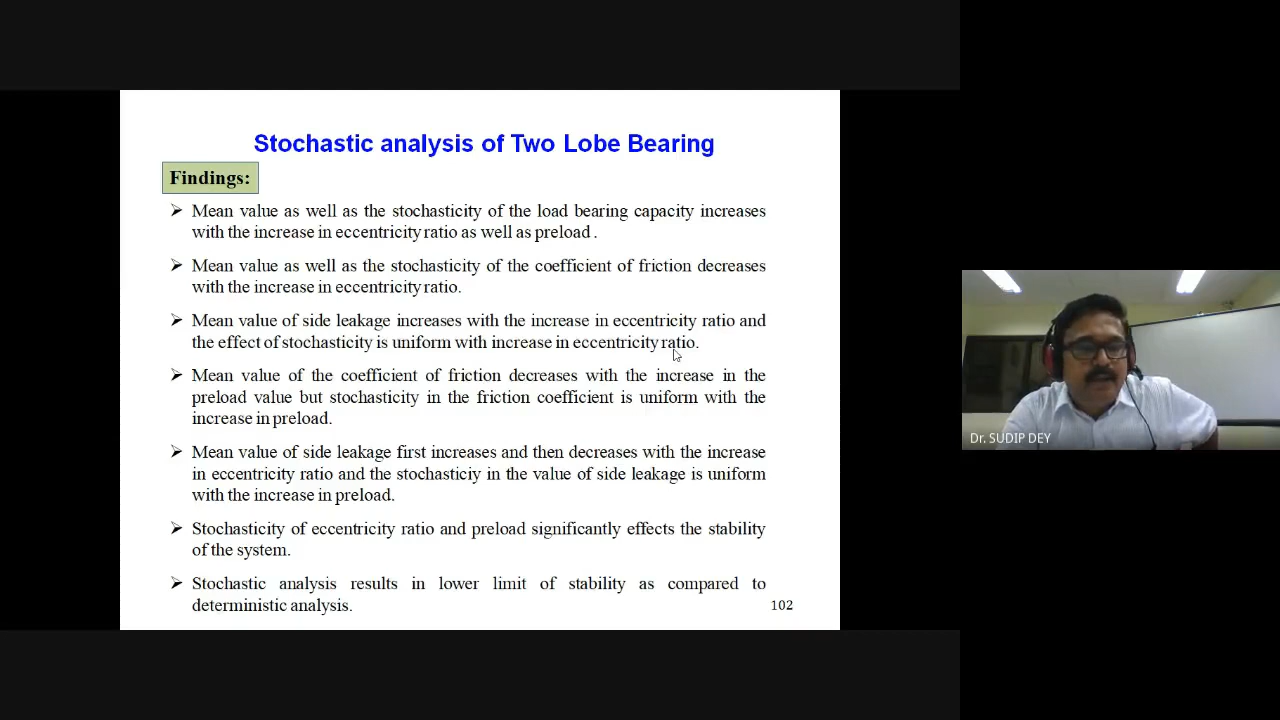 Stochastic analysis of Two Lobe Bearing
Findings:
➢ Mean value as well as the stochasticity of the load bearing capacity increases
with the increase in eccentricity ratio as well as preload .
➢ Mean value as well as the stochasticity of the coefficient of friction decreases
with the increase in eccentricity ratio.
➢ Mean value of side leakage increases with the increase in eccentricity ratio and
the effect of stochasticity is uniform with increase in eccentricity ratio.
➢ Mean value of the coefficient of friction decreases with the increase in the
preload value but stochasticity in the friction coefficient is uniform with the
increase in preload.
➢ Mean value of side leakage first increases and then decreases with the increase
in eccentricity ratio and the stochasticiy in the value of side leakage is uniform
with the increase in preload.
➢ Stochasticity of eccentricity ratio and preload significantly effects the stability
of the system.
➢ Stochastic analysis results in lower limit of stability as compared to
deterministic analysis.
102
Dr. SUDIP DEY